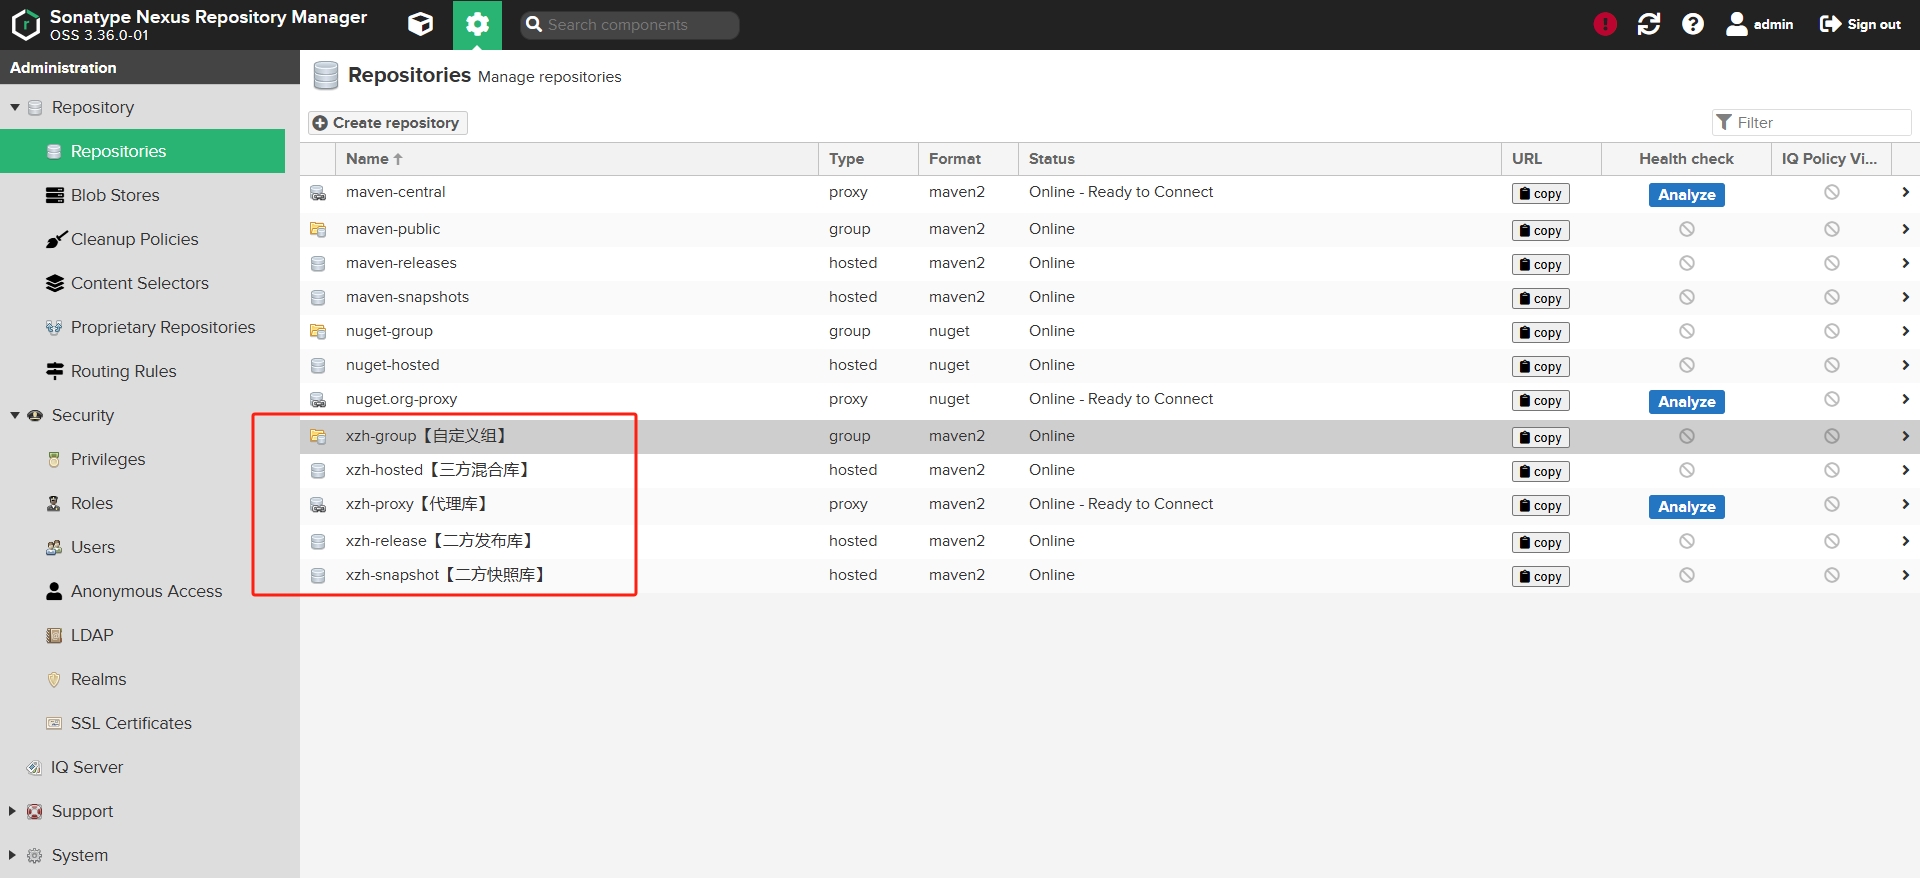 Sonatype Nexus Repository Manager
OSS 3.36.0-01
Search components
admin
Sign out
Administration
Repository
Repositories
Blob Stores
Cleanup Policies
Content Selectors
Proprietary Repositories
Routing Rules
Security
Privileges
Roles
Users
Anonymous Access
LDAP
Realms
SSL Certificates
IQ Server
Support
System
Repositories Manage repositories
Create repository
Filter
Name Type Format Status URL Health check IQ Policy Vi...
maven-central proxy maven2 Online - Ready to Connect copy Analyze
maven-public group maven2 Online copy
maven-releases hosted maven2 Online copy
maven-snapshots hosted maven2 Online copy
nuget-group group nuget Online copy
nuget-hosted hosted nuget Online copy
nuget.org-proxy proxy nuget Online - Ready to Connect copy Analyze
xzh-group【自定义组】 group maven2 Online copy
xzh-hosted【三方混合库】 hosted maven2 Online copy
xzh-proxy【代理库】 proxy maven2 Online - Ready to Connect copy Analyze
xzh-release【二方发布库】 hosted maven2 Online copy
xzh-snapshot【二方快照库】 hosted maven2 Online copy